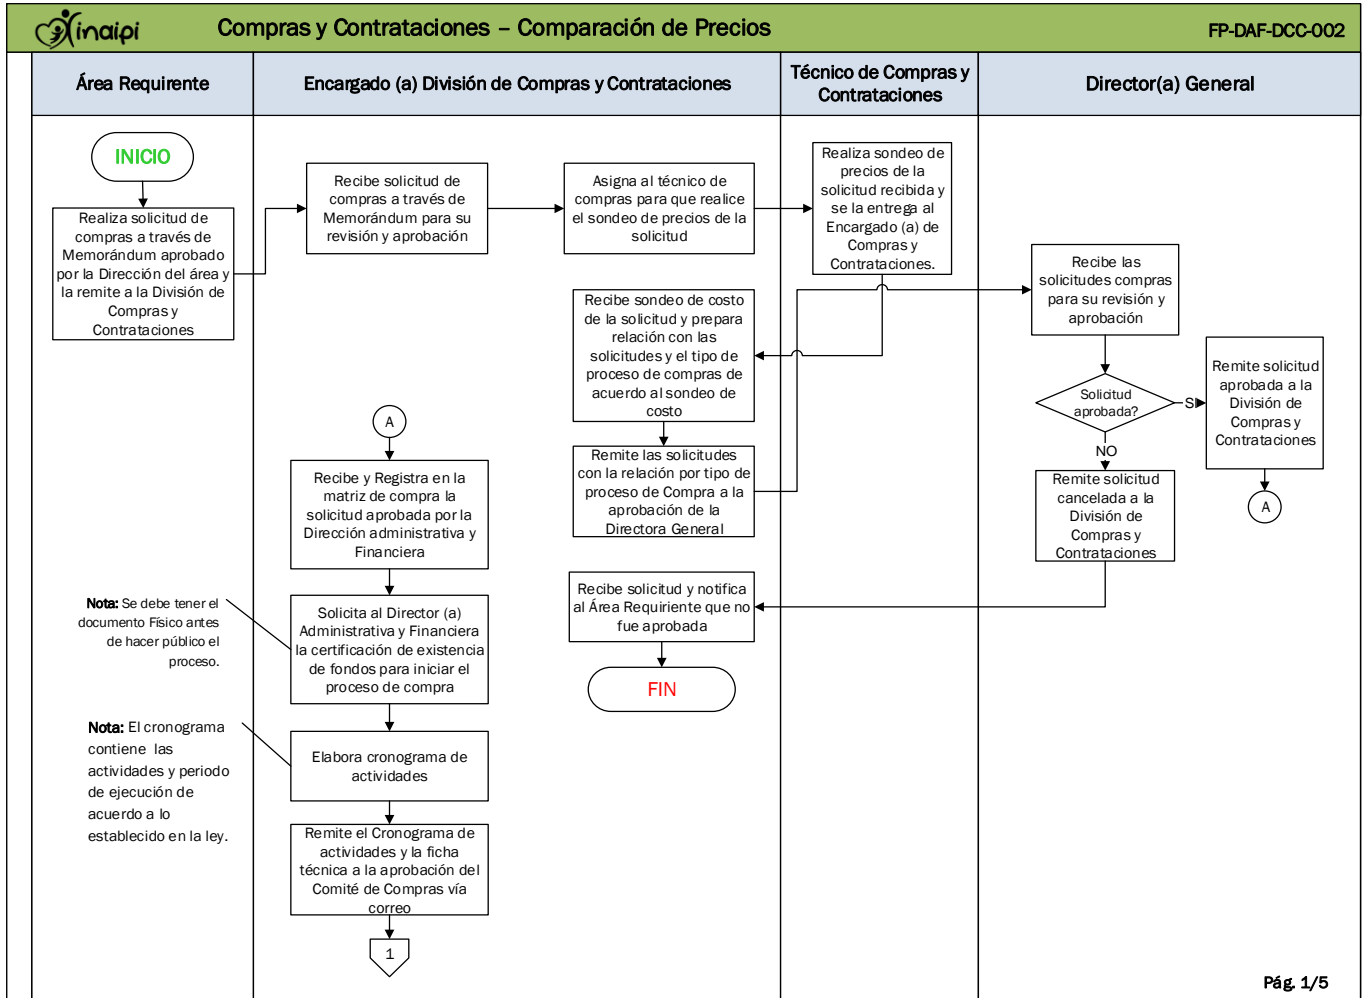 inaipi
Compras y Contrataciones – Comparación de Precios
FP-DAF-DCC-002
Área Requirente
Encargado (a) División de Compras y Contrataciones
Técnico de Compras y
Contrataciones
Director(a) General
INICIO
Realiza solicitud de
compras a través de
Memorándum aprobado
por la Dirección del área y
la remite a la División de
Compras y
Contrataciones
Recibe solicitud de
compras a través de
Memorándum para su
revisión y aprobación
Asigna al técnico de
compras para que realice
el sondeo de precios de la
solicitud
Realiza sondeo de
precios de la
solicitud recibida y
se la entrega al
Encargado (a) de
Compras y
Contrataciones.
Recibe sondeo de costo
de la solicitud y prepara
relación con las
solicitudes y el tipo de
proceso de compras de
acuerdo al sondeo de
costo
Remite las solicitudes
con la relación por tipo de
proceso de Compra a la
aprobación de la
Directora General
Recibe las
solicitudes compras
para su revisión y
aprobación
Solicitud
aprobada?
SI
Remite solicitud
aprobada a la
División de
Compras y
Contrataciones
A
NO
Remite solicitud
cancelada a la
División de
Compras y
Contrataciones
Recibe solicitud y notifica
al Área Requiriente que no
fue aprobada
FIN
A
Recibe y Registra en la
matriz de compra la
solicitud aprobada por la
Dirección administrativa y
Financiera
Nota: Se debe tener el
documento Físico antes
de hacer público el
proceso.
Solicita al Director (a)
Administrativa y Financiera
la certificación de existencia
de fondos para iniciar el
proceso de compra
Nota: El cronograma
contiene las
actividades y periodo
de ejecución de
acuerdo a lo
establecido en la ley.
Elabora cronograma de
actividades
Remite el Cronograma de
actividades y la ficha
técnica a la aprobación del
Comité de Compras vía
correo
1
Pág. 1/5